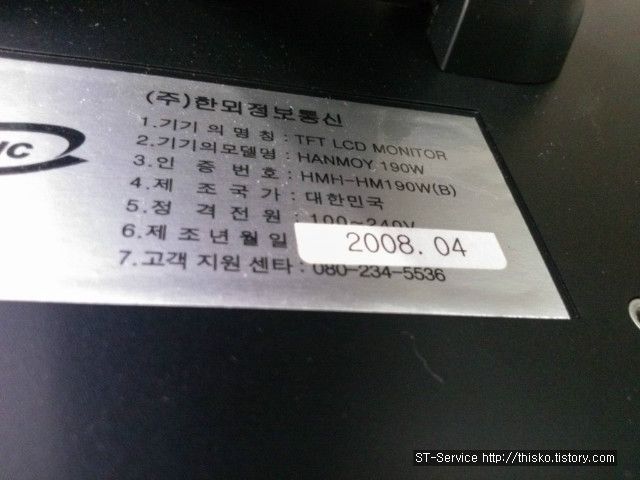 (주)한외정보통신
1.기기의명칭 : TFT LCD MONITOR
2.기기의모델명 : HANMOY 190W
3.인증번호 : HMH-HM190W(B)
4.제조국가 : 대한민국
5.정격전원 : 100~240V
6.제조년월일 2008. 04
7.고객지원센타 : 080-234-5536
IC
ST-Service http://thisko.tistory.com